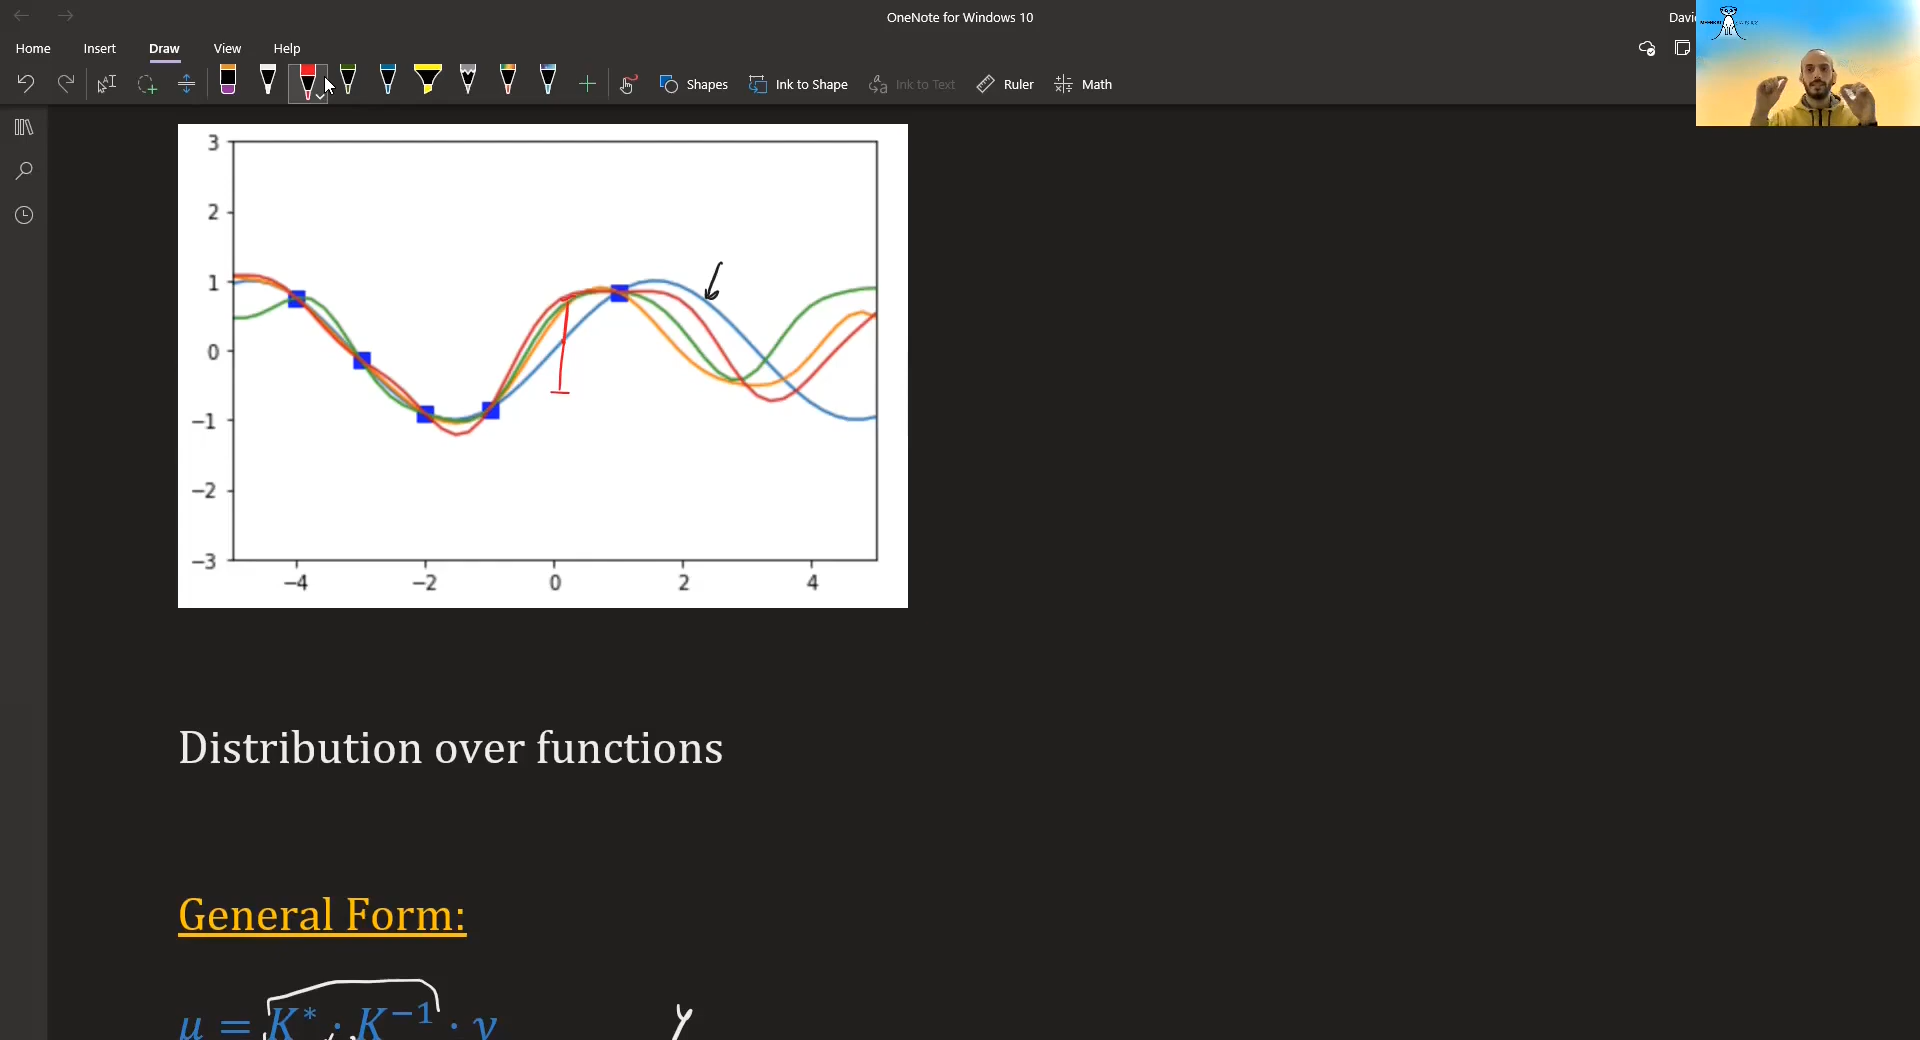 OneNote for Windows 10
Home Insert Draw View Help
Shapes Ink to Shape Ink to Text Ruler Math
3
2
1
0
−1
−2
−3
−4 −2 0 2 4
Distribution over functions
General Form:
μ = K* · K⁻¹ · y
y